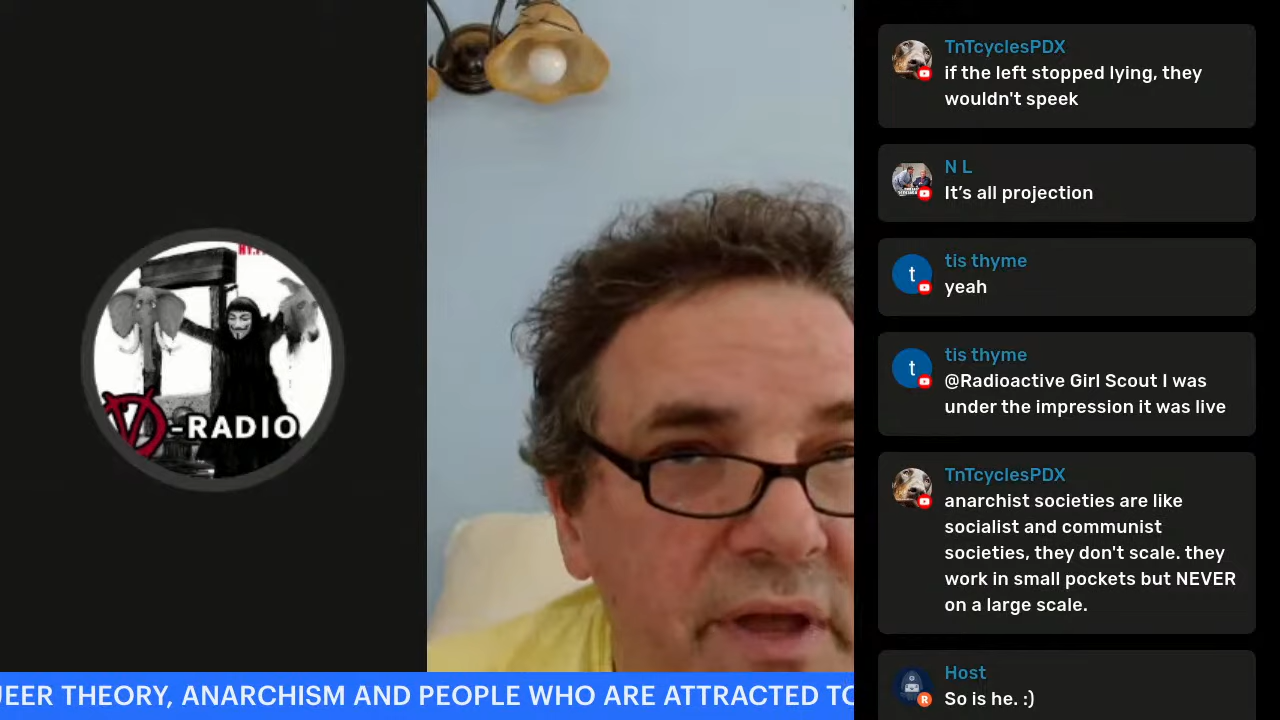 -RADIO
UEER THEORY, ANARCHISM AND PEOPLE WHO ARE ATTRACTED TO
TnTcyclesPDX
if the left stopped lying, they
wouldn't speek
N L
It’s all projection
tis thyme
yeah
tis thyme
@Radioactive Girl Scout I was
under the impression it was live
TnTcyclesPDX
anarchist societies are like
socialist and communist
societies, they don't scale. they
work in small pockets but NEVER
on a large scale.
Host
So is he. :)